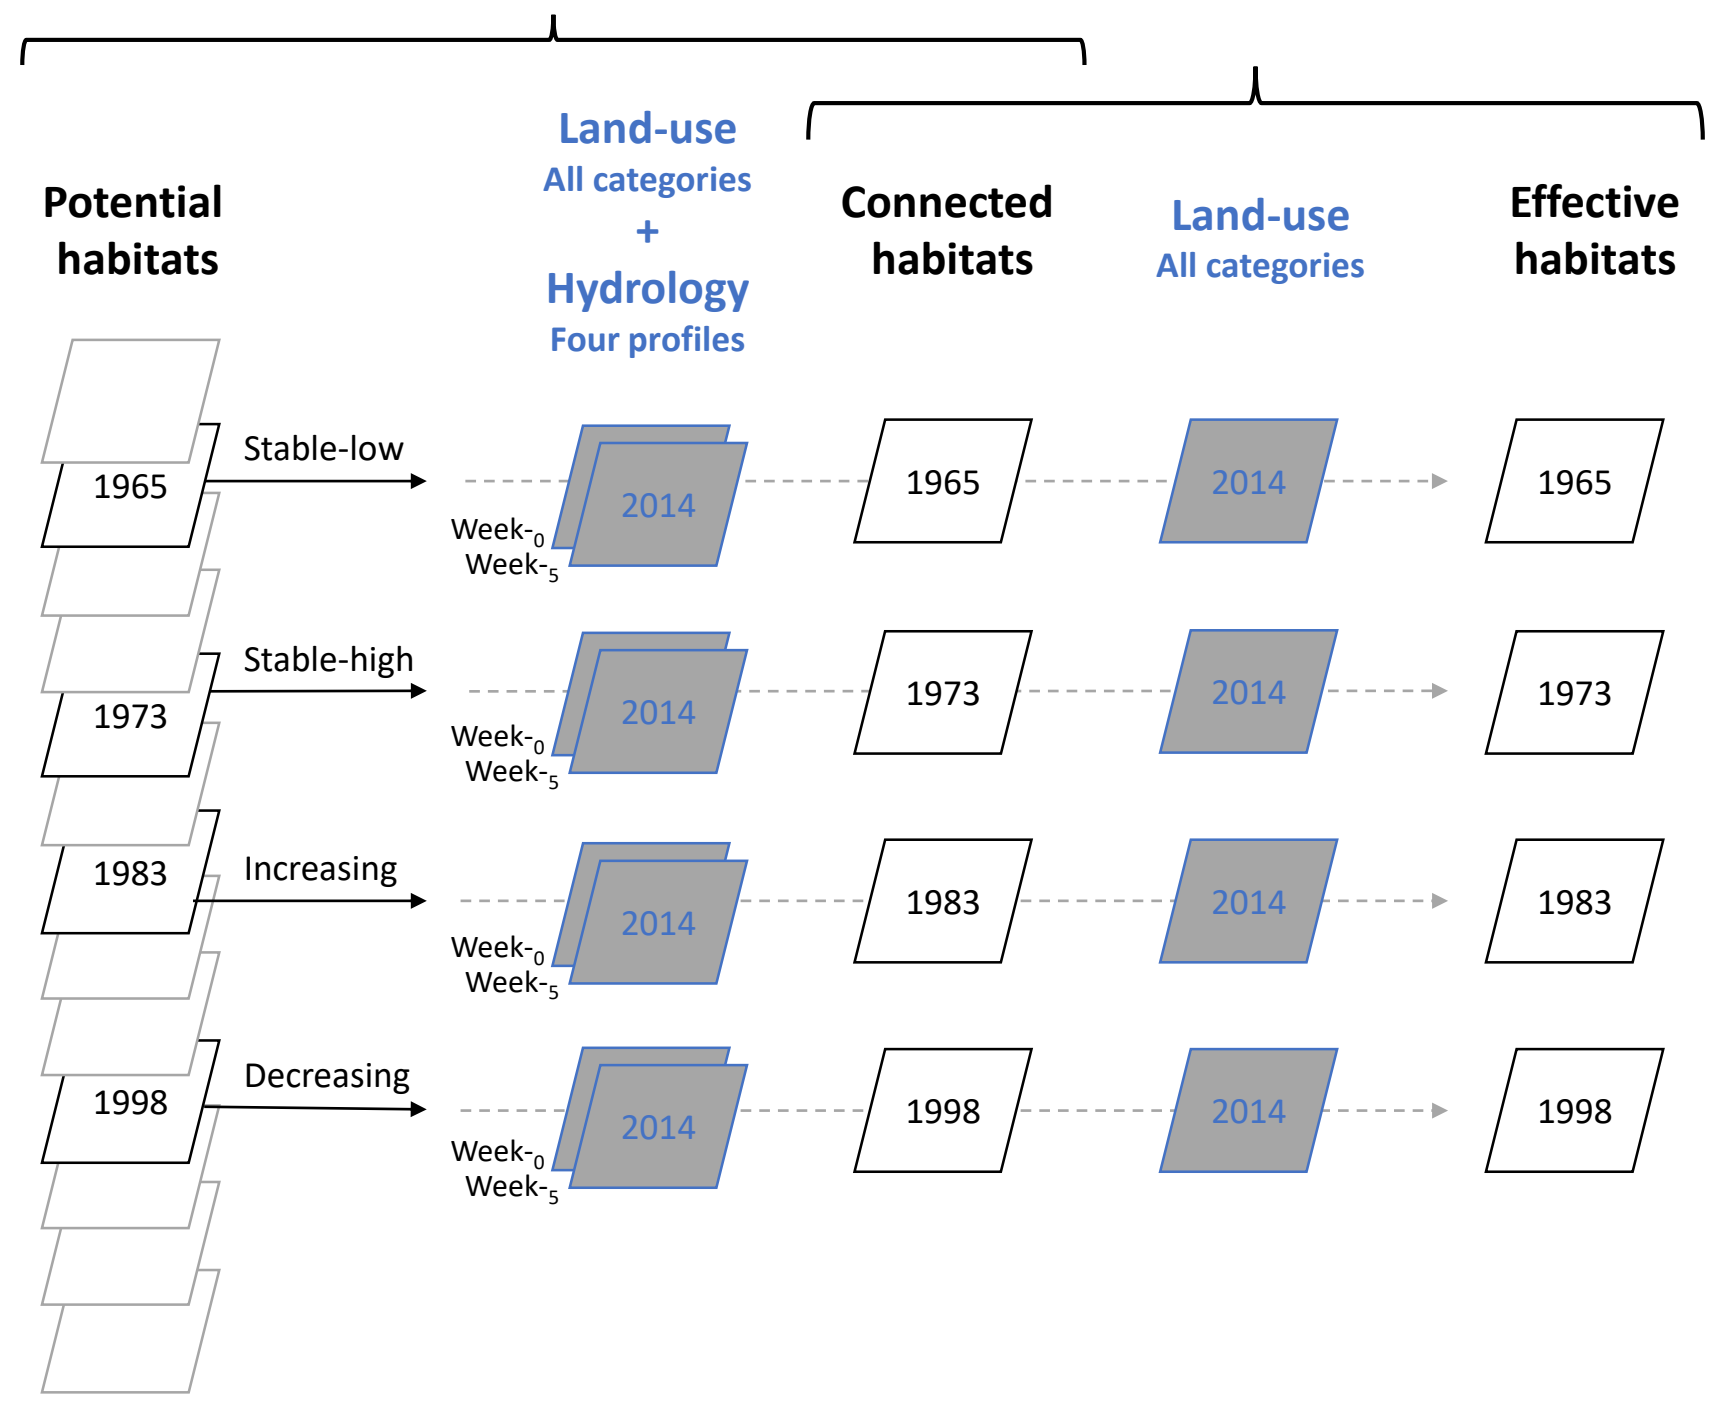 Potential
habitats
Land-use
All categories
+
Hydrology
Four profiles
Connected
habitats
Land-use
All categories
Effective
habitats
1965
Stable-low
Week-0
Week-5
2014
1965
2014
1965
1973
Stable-high
Week-0
Week-5
2014
1973
2014
1973
1983
Increasing
Week-0
Week-5
2014
1983
2014
1983
1998
Decreasing
Week-0
Week-5
2014
1998
2014
1998